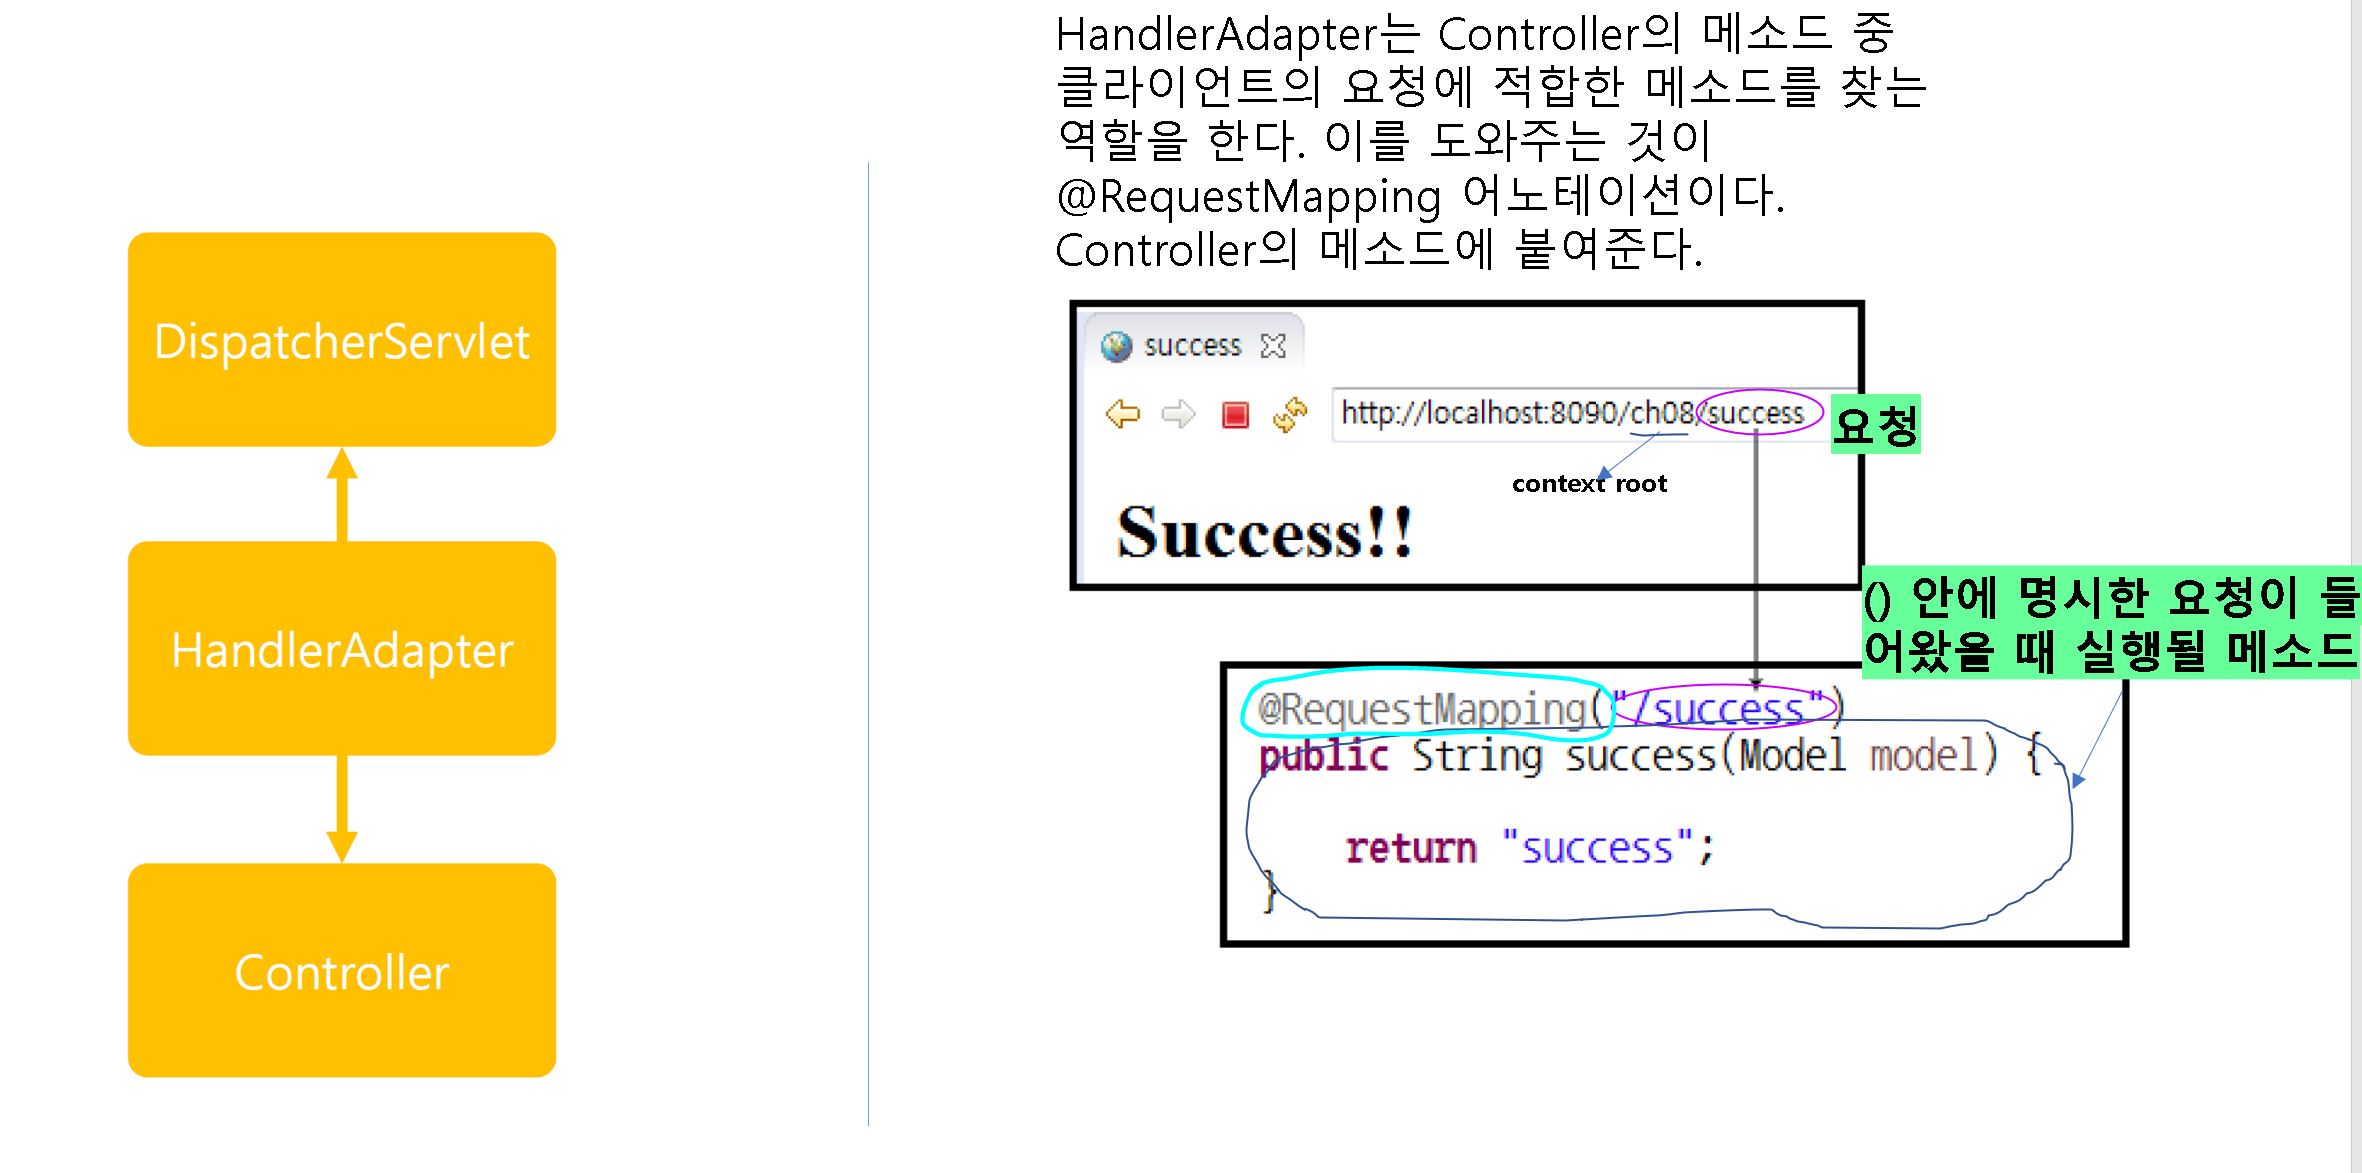 DispatcherServlet
HandlerAdapter
Controller
HandlerAdapter는 Controller의 메소드 중
클라이언트의 요청에 적합한 메소드를 찾는
역할을 한다. 이를 도와주는 것이
@RequestMapping 어노테이션이다.
Controller의 메소드에 붙여준다.
success
http://localhost:8090/ch08/success
요청
context root
Success!!
() 안에 명시한 요청이 들
어왔을 때 실행될 메소드
@RequestMapping("/success")
public String success(Model model) {
return "success";
}